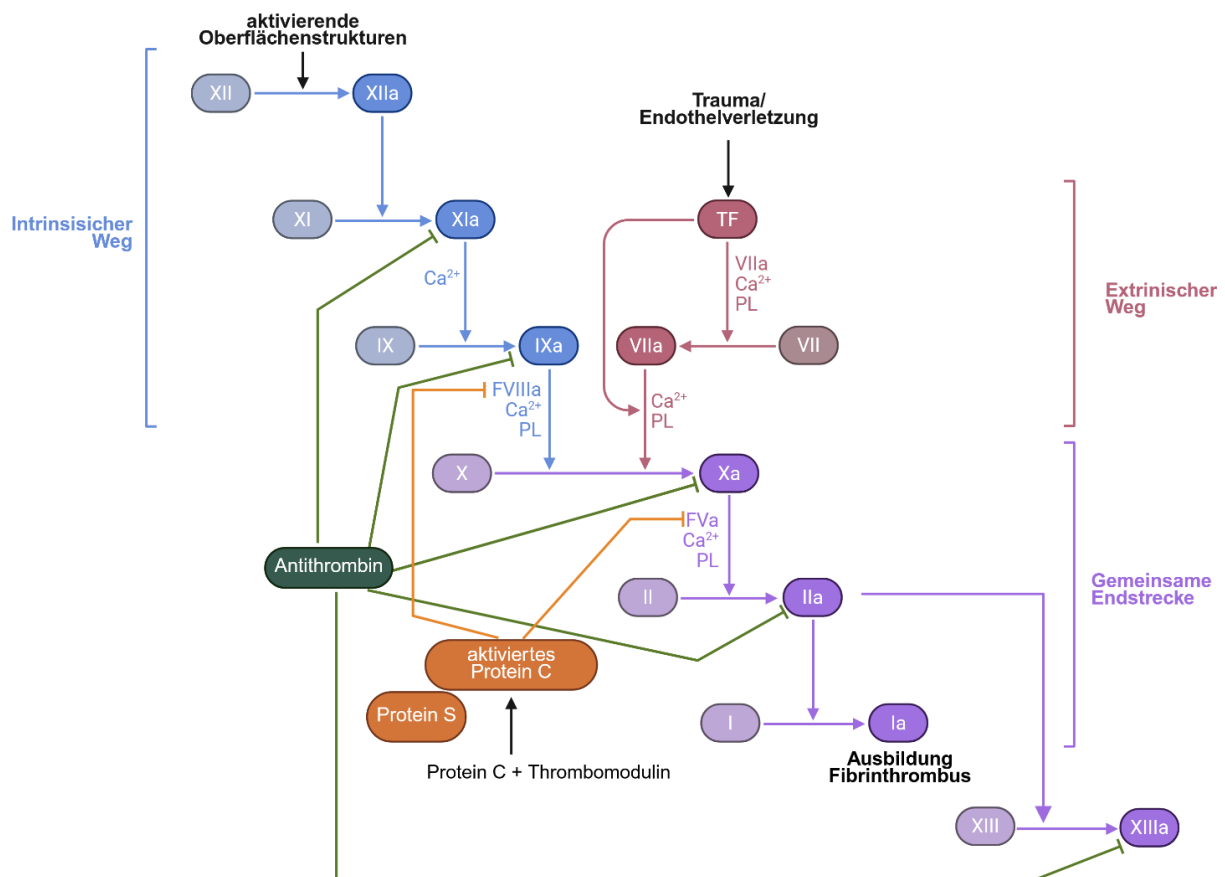 aktivierende
Oberflächenstrukturen
XII
XIIa
Trauma/
Endothelverletzung
Intrinsisicher
Weg
XI
XIa
TF
Ca²⁺
VIIa
Ca²⁺
PL
Extrinischer
Weg
IX
IXa
VIIa
VII
FVIIIa
Ca²⁺
PL
Ca²⁺
PL
X
Xa
FVa
Ca²⁺
PL
Antithrombin
II
IIa
Gemeinsame
Endstrecke
aktiviertes
Protein C
Protein S
I
Ia
Protein C + Thrombomodulin
Ausbildung
Fibrinthrombus
XIII
XIIIa